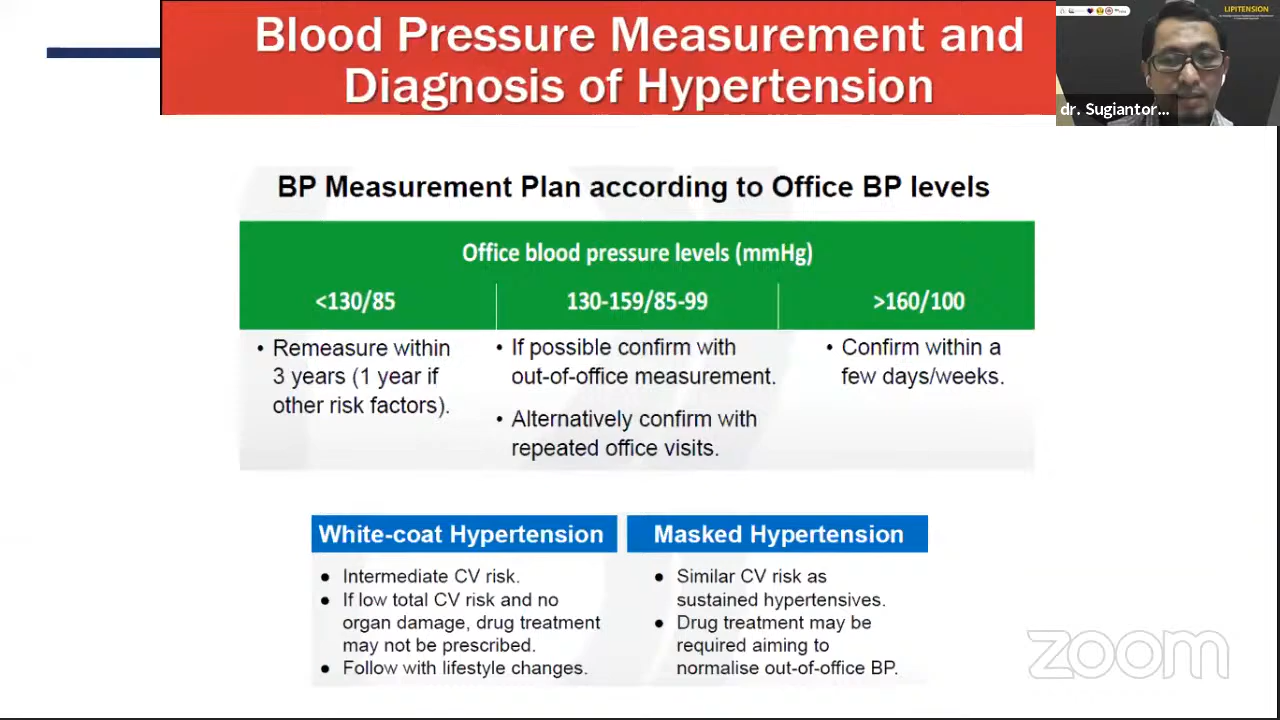 Blood Pressure Measurement and
Diagnosis of Hypertension
LIPITENSION
dr. Sugiantor...
BP Measurement Plan according to Office BP levels
Office blood pressure levels (mmHg)
<130/85
130-159/85-99
>160/100
• Remeasure within
3 years (1 year if
other risk factors).
• If possible confirm with
out-of-office measurement.
• Alternatively confirm with
repeated office visits.
• Confirm within a
few days/weeks.
White-coat Hypertension
● Intermediate CV risk.
● If low total CV risk and no
organ damage, drug treatment
may not be prescribed.
● Follow with lifestyle changes.
Masked Hypertension
● Similar CV risk as
sustained hypertensives.
● Drug treatment may be
required aiming to
normalise out-of-office BP.
zoom